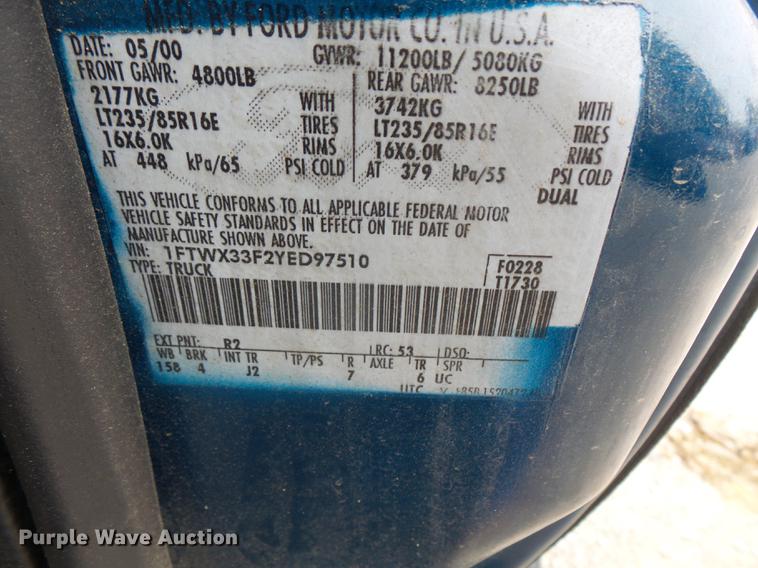 MFD. BY FORD MOTOR CO. IN U.S.A.
DATE: 05/00 GVWR: 11200LB/ 5080KG
FRONT GAWR: 4800LB REAR GAWR: 8250LB
2177KG WITH 3742KG WITH
LT235/85R16E TIRES LT235/85R16E TIRES
16X6.0K RIMS 16X6.0K RIMS
AT 448 kPa/65 PSI COLD AT 379 kPa/55 PSI COLD
DUAL
THIS VEHICLE CONFORMS TO ALL APPLICABLE FEDERAL MOTOR
VEHICLE SAFETY STANDARDS IN EFFECT ON THE DATE OF
MANUFACTURE SHOWN ABOVE.
VIN: 1FTWX33F2YED97510 F0228
TYPE: TRUCK T1730
EXT PNT: R2 RC: 53 DSO:
WB BRK INT TR TP/PS R AXLE TR SPR
158 4 J2 7 6 UC
UTC
Purple Wave Auction